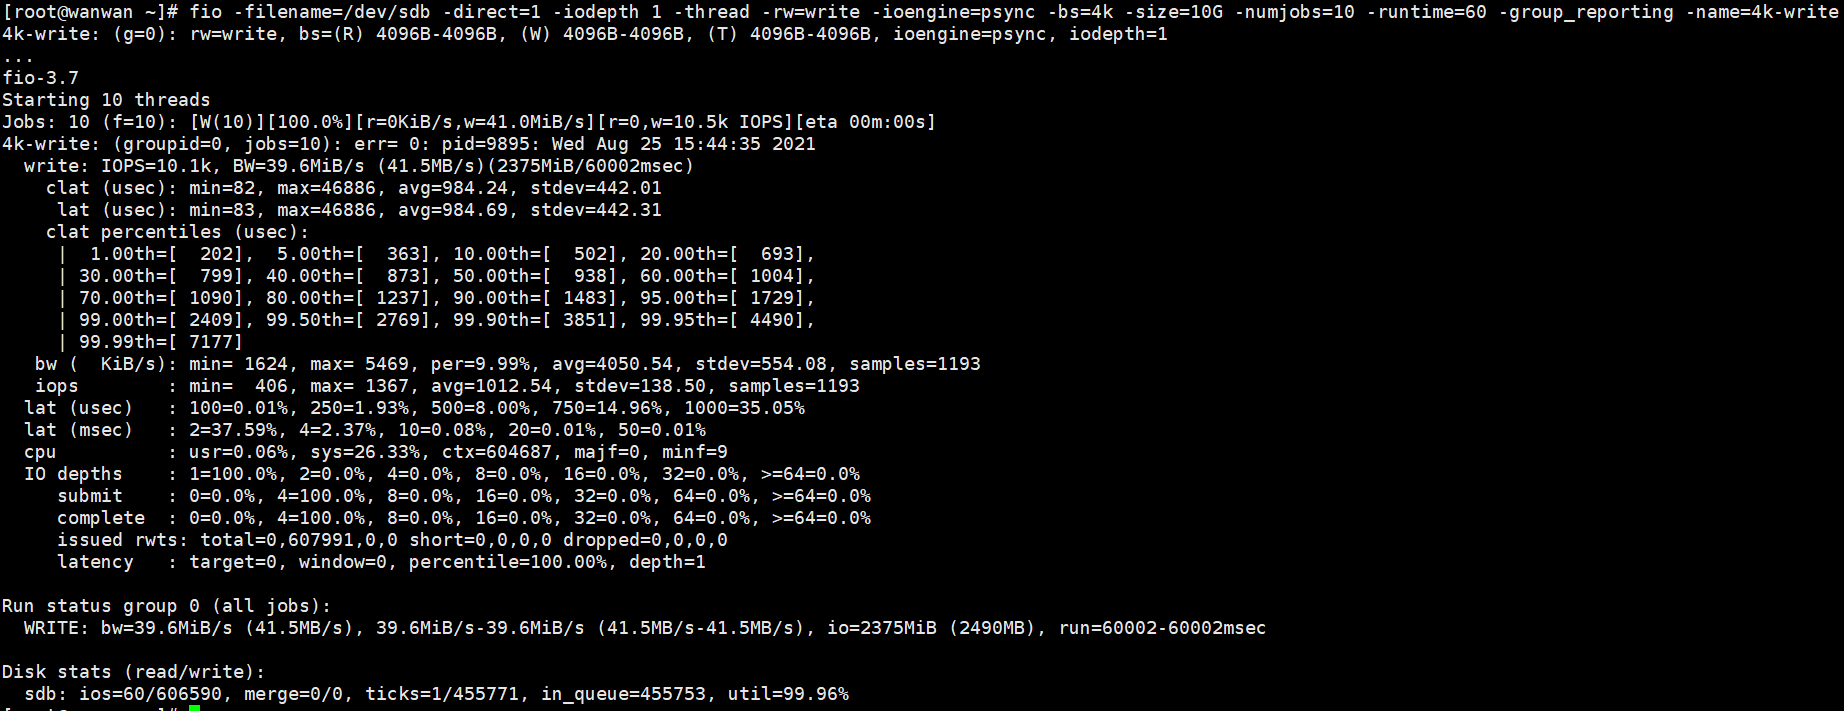 [root@wanwan ~]# fio -filename=/dev/sdb -direct=1 -iodepth 1 -thread -rw=write -ioengine=psync -bs=4k -size=10G -numjobs=10 -runtime=60 -group_reporting -name=4k-write
4k-write: (g=0): rw=write, bs=(R) 4096B-4096B, (W) 4096B-4096B, (T) 4096B-4096B, ioengine=psync, iodepth=1
...
fio-3.7
Starting 10 threads
Jobs: 10 (f=10): [W(10)][100.0%][r=0KiB/s,w=41.0MiB/s][r=0,w=10.5k IOPS][eta 00m:00s]
4k-write: (groupid=0, jobs=10): err= 0: pid=9895: Wed Aug 25 15:44:35 2021
  write: IOPS=10.1k, BW=39.6MiB/s (41.5MB/s)(2375MiB/60002msec)
    clat (usec): min=82, max=46886, avg=984.24, stdev=442.01
     lat (usec): min=83, max=46886, avg=984.69, stdev=442.31
    clat percentiles (usec):
     |  1.00th=[  202],  5.00th=[  363], 10.00th=[  502], 20.00th=[  693],
     | 30.00th=[  799], 40.00th=[  873], 50.00th=[  938], 60.00th=[ 1004],
     | 70.00th=[ 1090], 80.00th=[ 1237], 90.00th=[ 1483], 95.00th=[ 1729],
     | 99.00th=[ 2409], 99.50th=[ 2769], 99.90th=[ 3851], 99.95th=[ 4490],
     | 99.99th=[ 7177]
   bw (  KiB/s): min= 1624, max= 5469, per=9.99%, avg=4050.54, stdev=554.08, samples=1193
   iops        : min=  406, max= 1367, avg=1012.54, stdev=138.50, samples=1193
  lat (usec)   : 100=0.01%, 250=1.93%, 500=8.00%, 750=14.96%, 1000=35.05%
  lat (msec)   : 2=37.59%, 4=2.37%, 10=0.08%, 20=0.01%, 50=0.01%
  cpu          : usr=0.06%, sys=26.33%, ctx=604687, majf=0, minf=9
  IO depths    : 1=100.0%, 2=0.0%, 4=0.0%, 8=0.0%, 16=0.0%, 32=0.0%, >=64=0.0%
     submit    : 0=0.0%, 4=100.0%, 8=0.0%, 16=0.0%, 32=0.0%, 64=0.0%, >=64=0.0%
     complete  : 0=0.0%, 4=100.0%, 8=0.0%, 16=0.0%, 32=0.0%, 64=0.0%, >=64=0.0%
     issued rwts: total=0,607991,0,0 short=0,0,0,0 dropped=0,0,0,0
     latency   : target=0, window=0, percentile=100.00%, depth=1
Run status group 0 (all jobs):
  WRITE: bw=39.6MiB/s (41.5MB/s), 39.6MiB/s-39.6MiB/s (41.5MB/s-41.5MB/s), io=2375MiB (2490MB), run=60002-60002msec
Disk stats (read/write):
  sdb: ios=60/606590, merge=0/0, ticks=1/455771, in_queue=455753, util=99.96%